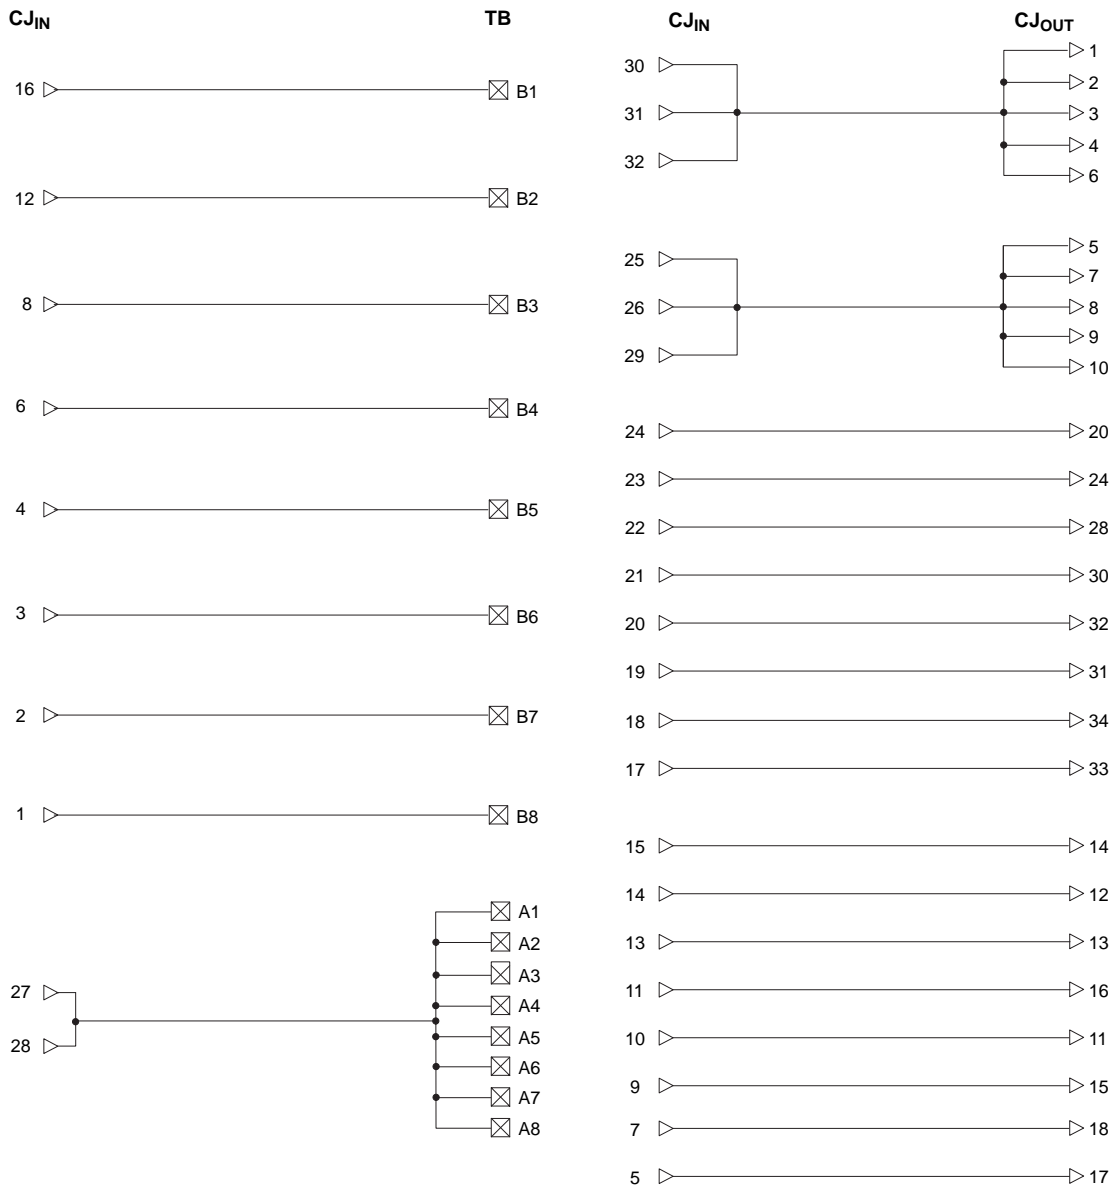 CJIN TB
16 B1
12 B2
8 B3
6 B4
4 B5
3 B6
2 B7
1 B8
A1
A2
A3
27 A4
A5
28 A6
A7
A8
CJIN CJOUT
30 1
2
31 3
4
32 6
25 5
7
26 8
9
29 10
24 20
23 24
22 28
21 30
20 32
19 31
18 34
17 33
15 14
14 12
13 13
11 16
10 11
9 15
7 18
5 17